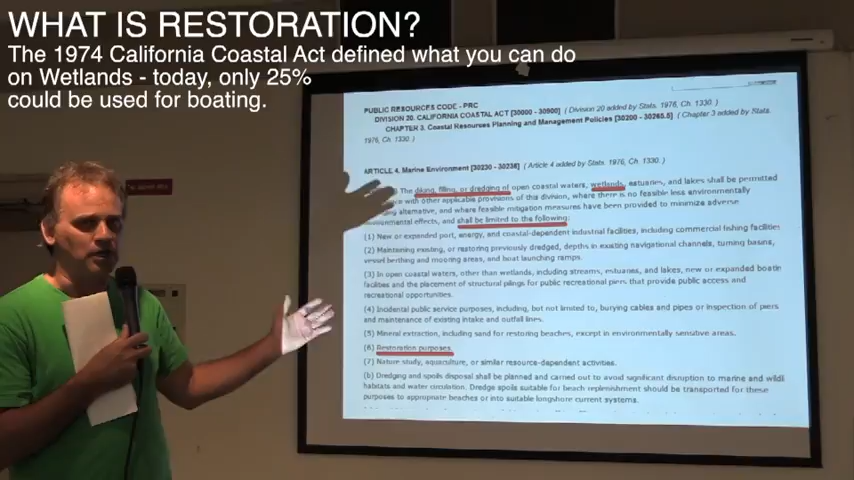 WHAT IS RESTORATION?
The 1974 California Coastal Act defined what you can do
on Wetlands - today, only 25%
could be used for boating.
PUBLIC RESOURCES CODE - PRC
DIVISION 20. CALIFORNIA COASTAL ACT [30000 - 30900] ( Division 20 added by Stats. 1976, Ch. 1330. )
CHAPTER 3. Coastal Resources Planning and Management Policies [30200 - 30265.5] ( Chapter 3 added by Stats.
1976, Ch. 1330. )
ARTICLE 4. Marine Environment [30230 - 30236] ( Article 4 added by Stats. 1976, Ch. 1330. )
The diking, filling, or dredging of open coastal waters, wetlands, estuaries, and lakes shall be permitted
with other applicable provisions of this division, where there is no feasible less environmentally
alternative, and where feasible mitigation measures have been provided to minimize adverse
environmental effects, and shall be limited to the following:
(1) New or expanded port, energy, and coastal-dependent industrial facilities, including commercial fishing facilities
(2) Maintaining existing, or restoring previously dredged, depths in existing navigational channels, turning basins,
vessel berthing and mooring areas, and boat launching ramps.
(3) In open coastal waters, other than wetlands, including streams, estuaries, and lakes, new or expanded boatin
facilities and the placement of structural pilings for public recreational piers that provide public access and
recreational opportunities.
(4) Incidental public service purposes, including, but not limited to, burying cables and pipes or inspection of piers
and maintenance of existing intake and outfall lines.
(5) Mineral extraction, including sand for restoring beaches, except in environmentally sensitive areas.
(6) Restoration purposes.
(7) Nature study, aquaculture, or similar resource-dependent activities.
(b) Dredging and spoils disposal shall be planned and carried out to avoid significant disruption to marine and wildl
habitats and water circulation. Dredge spoils suitable for beach replenishment should be transported for these
purposes to appropriate beaches or into suitable longshore current systems.